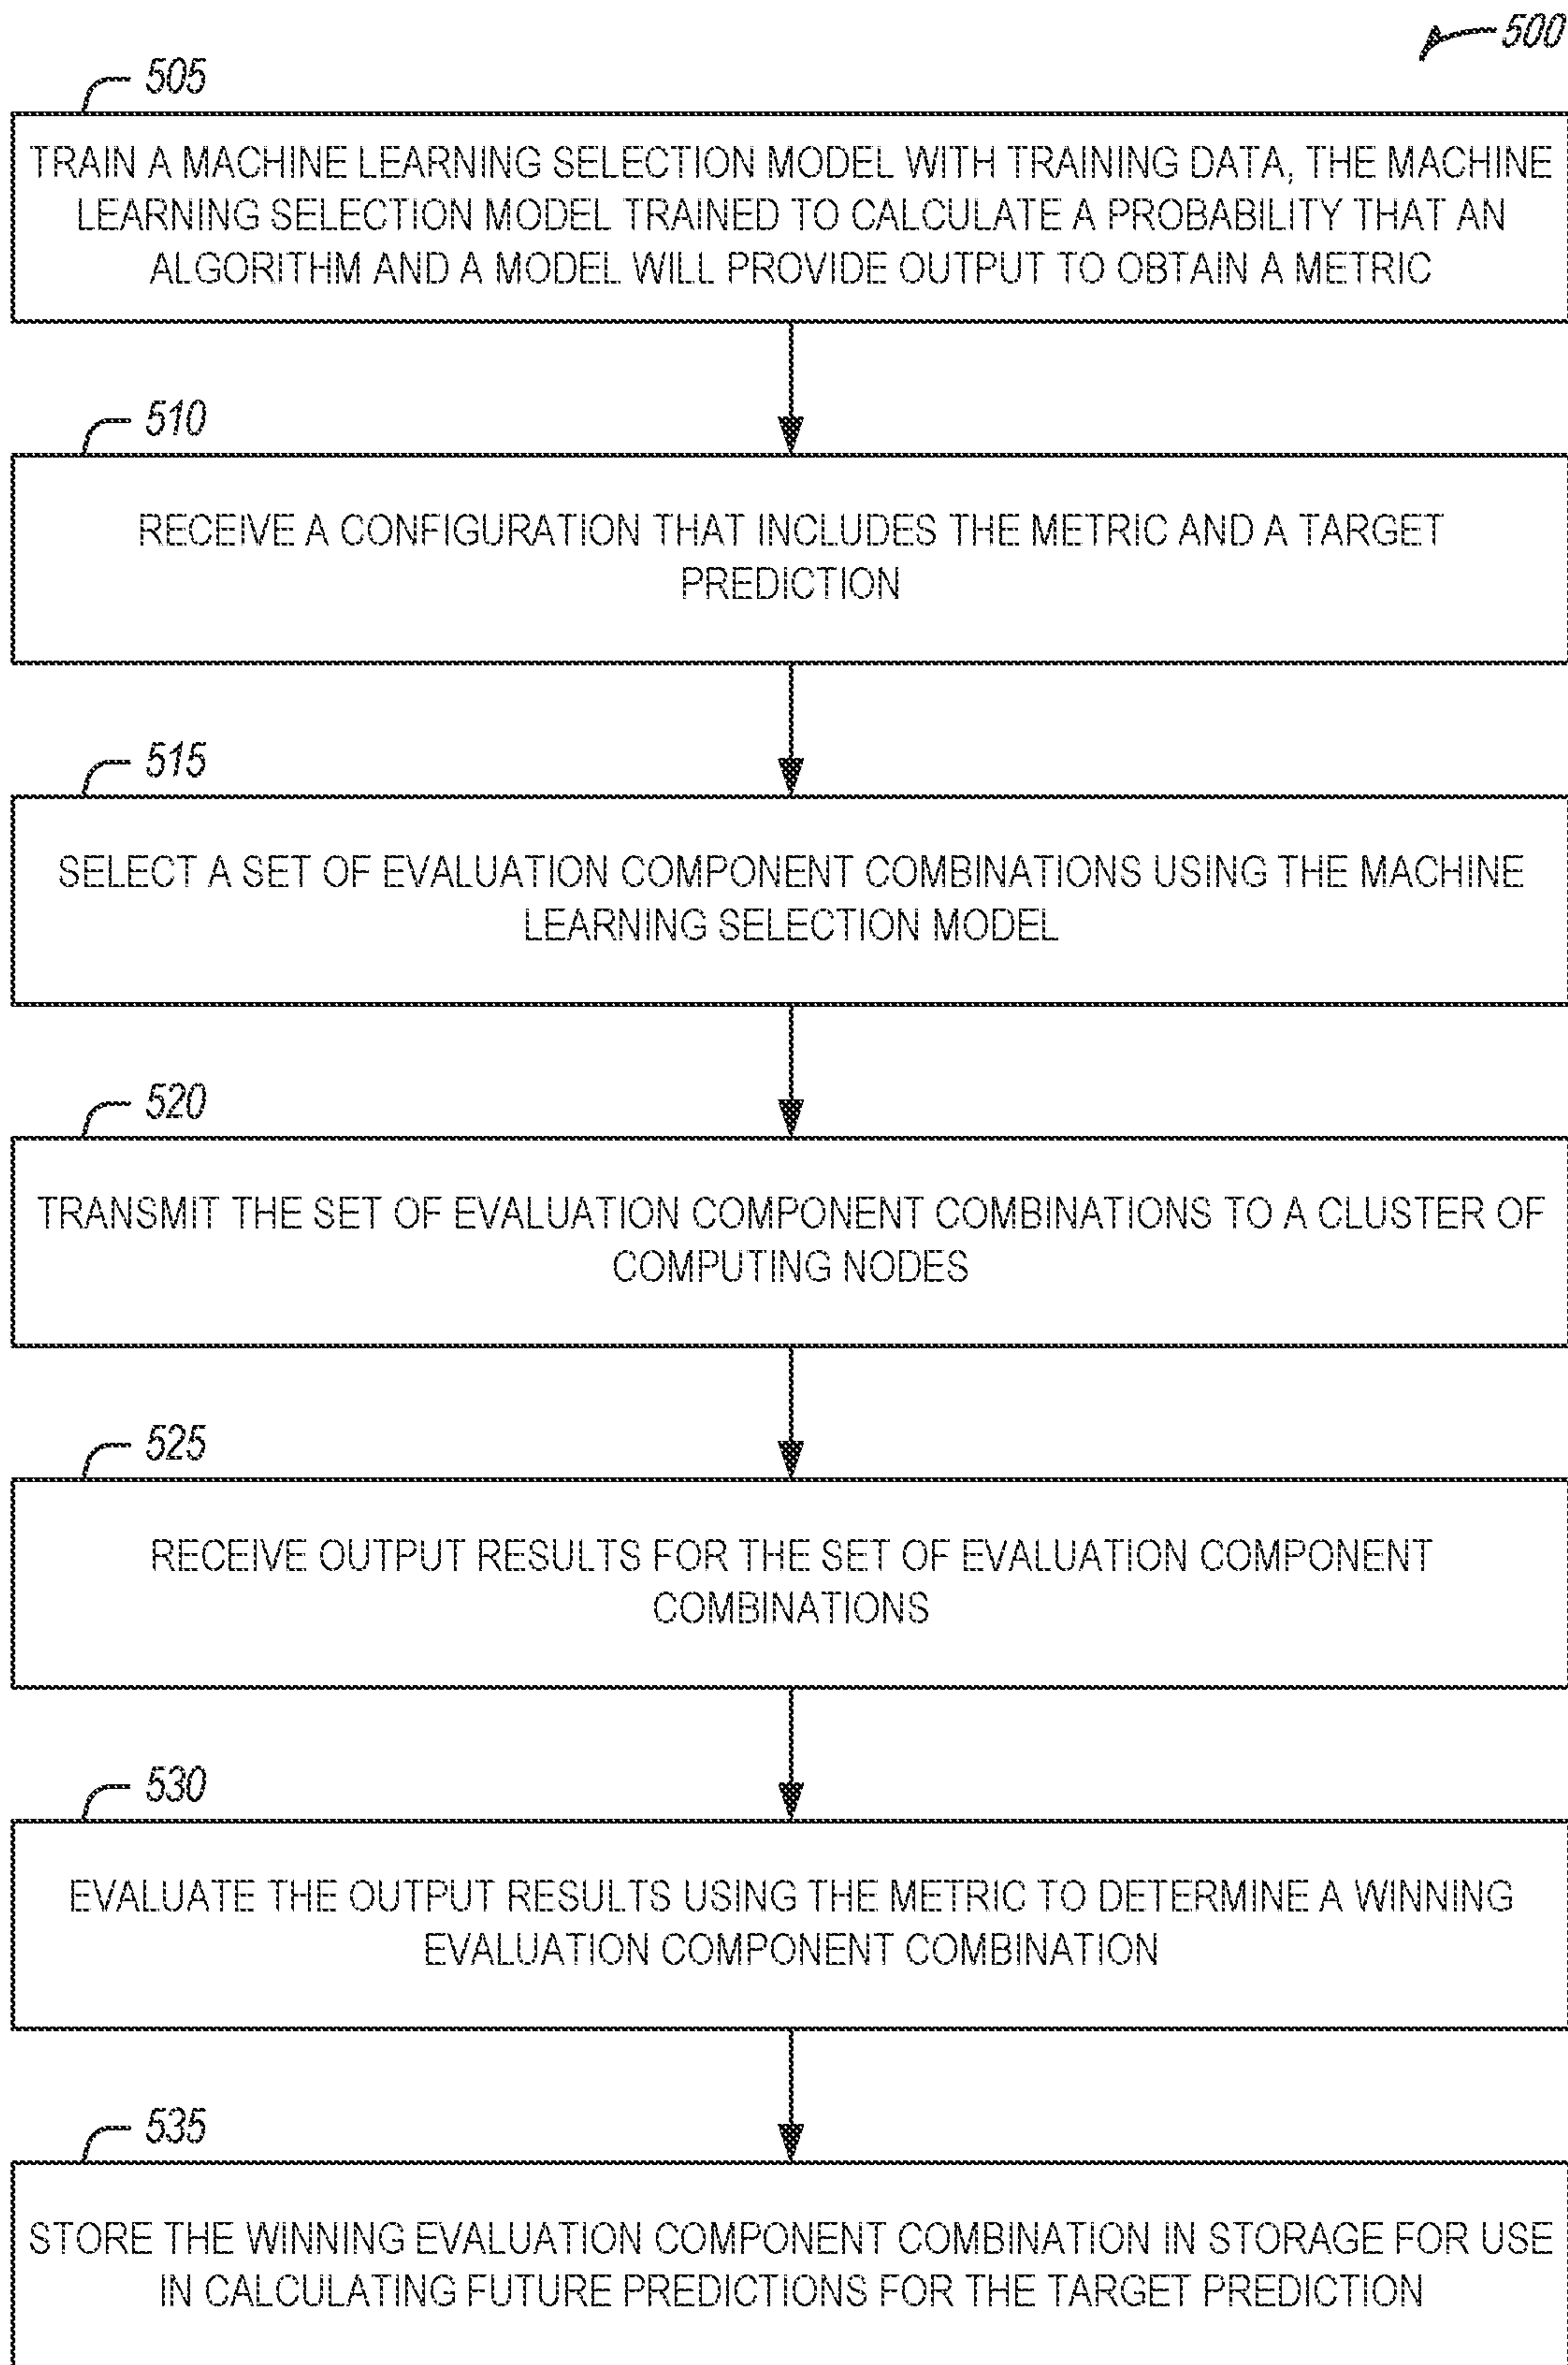 500
505
TRAIN A MACHINE LEARNING SELECTION MODEL WITH TRAINING DATA, THE MACHINE
LEARNING SELECTION MODEL TRAINED TO CALCULATE A PROBABILITY THAT AN
ALGORITHM AND A MODEL WILL PROVIDE OUTPUT TO OBTAIN A METRIC
510
RECEIVE A CONFIGURATION THAT INCLUDES THE METRIC AND A TARGET
PREDICTION
515
SELECT A SET OF EVALUATION COMPONENT COMBINATIONS USING THE MACHINE
LEARNING SELECTION MODEL
520
TRANSMIT THE SET OF EVALUATION COMPONENT COMBINATIONS TO A CLUSTER OF
COMPUTING NODES
525
RECEIVE OUTPUT RESULTS FOR THE SET OF EVALUATION COMPONENT
COMBINATIONS
530
EVALUATE THE OUTPUT RESULTS USING THE METRIC TO DETERMINE A WINNING
EVALUATION COMPONENT COMBINATION
535
STORE THE WINNING EVALUATION COMPONENT COMBINATION IN STORAGE FOR USE
IN CALCULATING FUTURE PREDICTIONS FOR THE TARGET PREDICTION